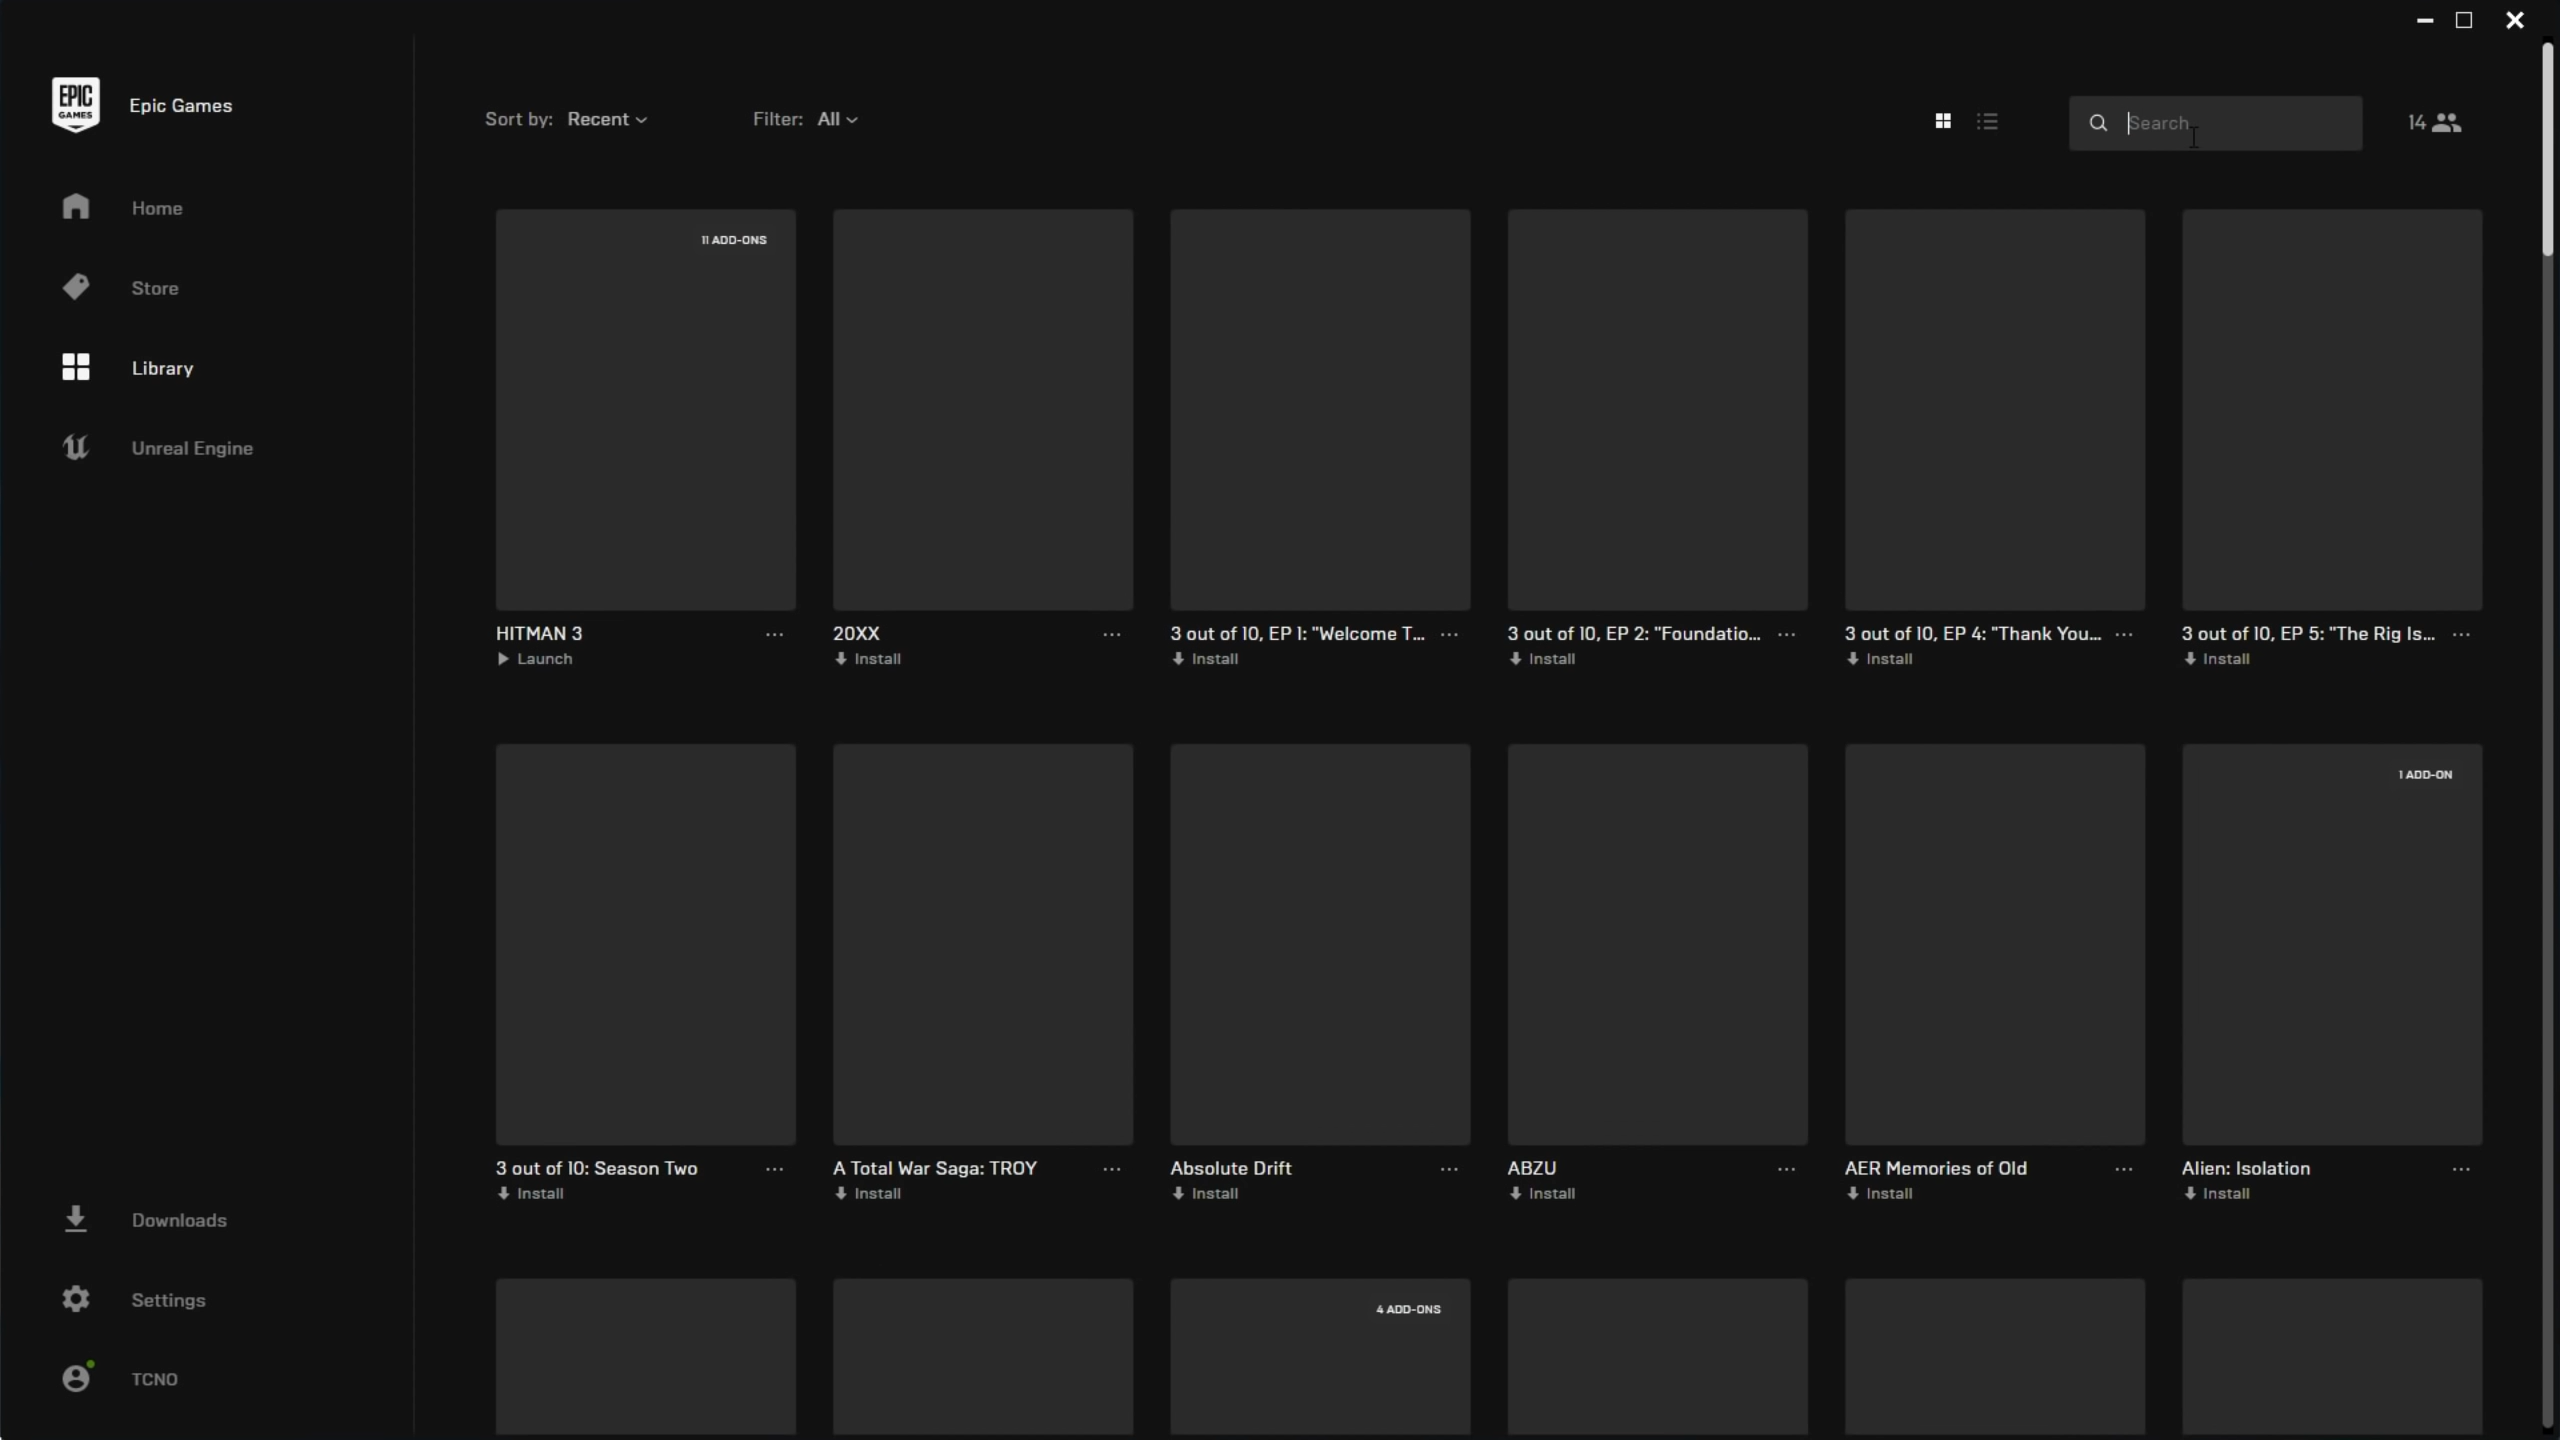 EPIC
GAMES
Epic Games
Home
Store
Library
Unreal Engine
Downloads
Settings
TCNO
Sort by: Recent
Filter: All
Search
14
11 ADD-ONS
HITMAN 3 ...
Launch
20XX ...
Install
3 out of 10, EP 1: "Welcome T... ...
Install
3 out of 10, EP 2: "Foundatio... ...
Install
3 out of 10, EP 4: "Thank You... ...
Install
3 out of 10, EP 5: "The Rig Is... ...
Install
3 out of 10: Season Two ...
Install
A Total War Saga: TROY ...
Install
Absolute Drift ...
Install
ABZU ...
Install
AER Memories of Old ...
Install
1 ADD-ON
Alien: Isolation ...
Install
4 ADD-ONS